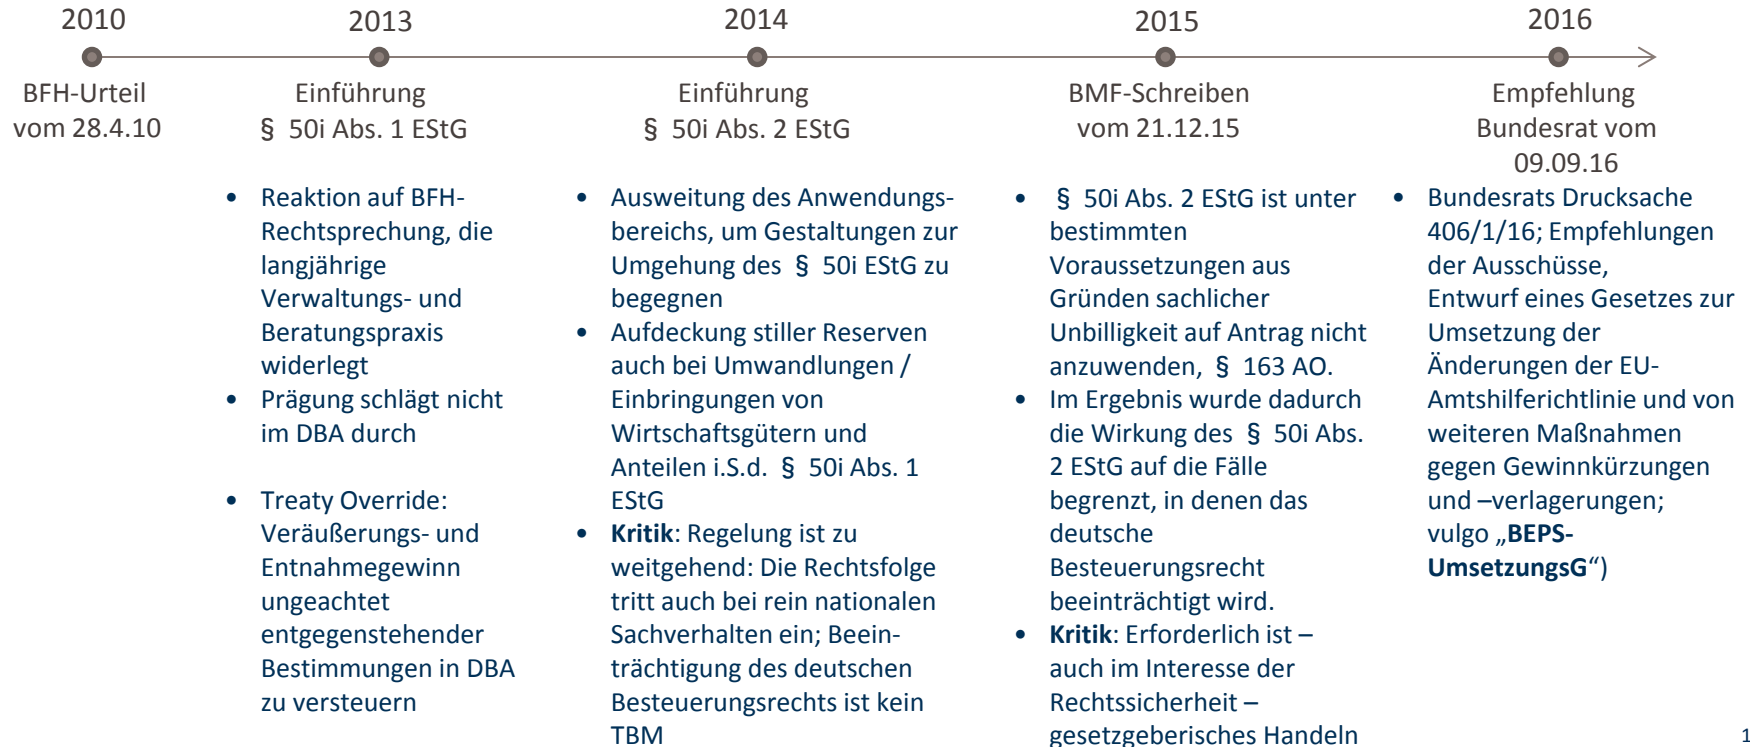 2010
BFH-Urteil
vom 28.4.10
2013
Einführung
§ 50i Abs. 1 EStG
• Reaktion auf BFH-
Rechtsprechung, die
langjährige
Verwaltungs- und
Beratungspraxis
widerlegt
• Prägung schlägt nicht
im DBA durch
• Treaty Override:
Veräußerungs- und
Entnahmegewinn
ungeachtet
entgegenstehender
Bestimmungen in DBA
zu versteuern
2014
Einführung
§ 50i Abs. 2 EStG
• Ausweitung des Anwendungs-
bereichs, um Gestaltungen zur
Umgehung des § 50i EStG zu
begegnen
• Aufdeckung stiller Reserven
auch bei Umwandlungen /
Einbringungen von
Wirtschaftsgütern und
Anteilen i.S.d. § 50i Abs. 1
EStG
• Kritik: Regelung ist zu
weitgehend: Die Rechtsfolge
tritt auch bei rein nationalen
Sachverhalten ein; Beein-
trächtigung des deutschen
Besteuerungsrechts ist kein
TBM
2015
BMF-Schreiben
vom 21.12.15
• § 50i Abs. 2 EStG ist unter
bestimmten
Voraussetzungen aus
Gründen sachlicher
Unbilligkeit auf Antrag nicht
anzuwenden, § 163 AO.
• Im Ergebnis wurde dadurch
die Wirkung des § 50i Abs.
2 EStG auf die Fälle
begrenzt, in denen das
deutsche
Besteuerungsrecht
beeinträchtigt wird.
• Kritik: Erforderlich ist –
auch im Interesse der
Rechtssicherheit –
gesetzgeberisches Handeln
2016
Empfehlung
Bundesrat vom
09.09.16
• Bundesrats Drucksache
406/1/16; Empfehlungen
der Ausschüsse,
Entwurf eines Gesetzes zur
Umsetzung der
Änderungen der EU-
Amtshilferichtlinie und von
weiteren Maßnahmen
gegen Gewinnkürzungen
und –verlagerungen;
vulgo „BEPS-
UmsetzungsG“)
1